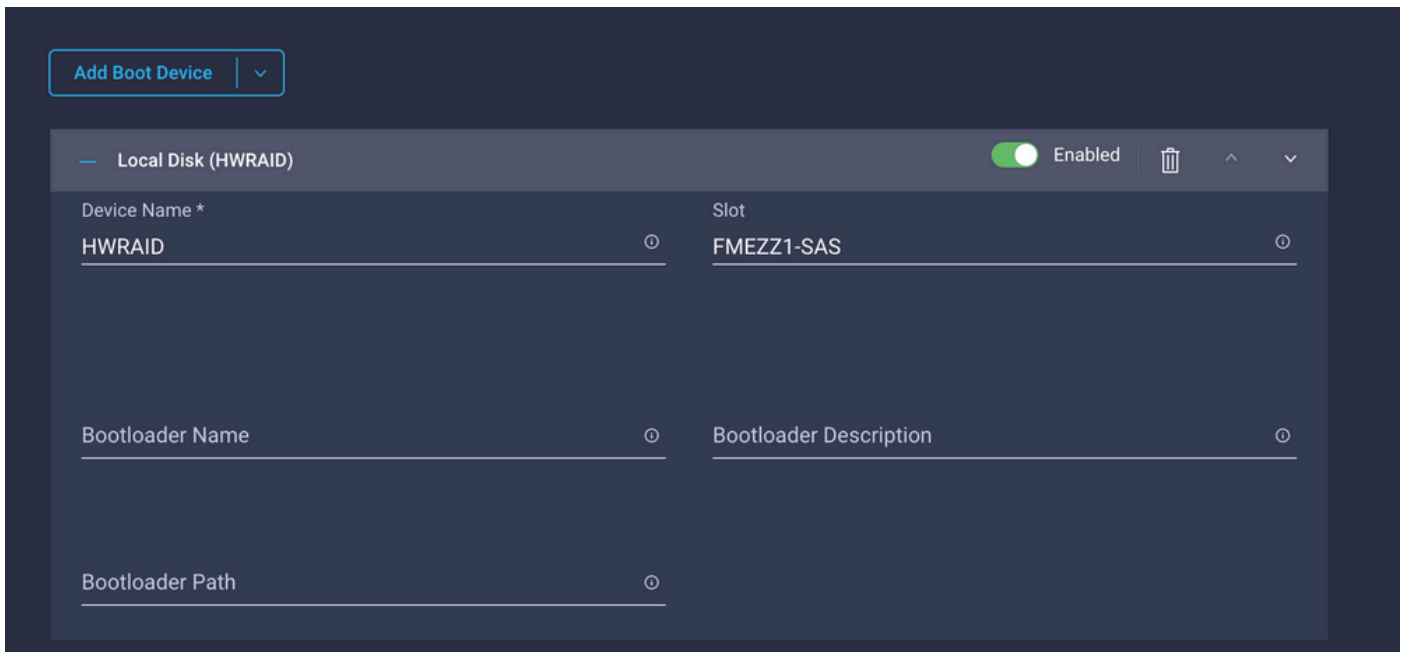 Add Boot Device
Local Disk (HWRAID) Enabled
Device Name * Slot
HWRAID FMEZZ1-SAS
Bootloader Name Bootloader Description
Bootloader Path